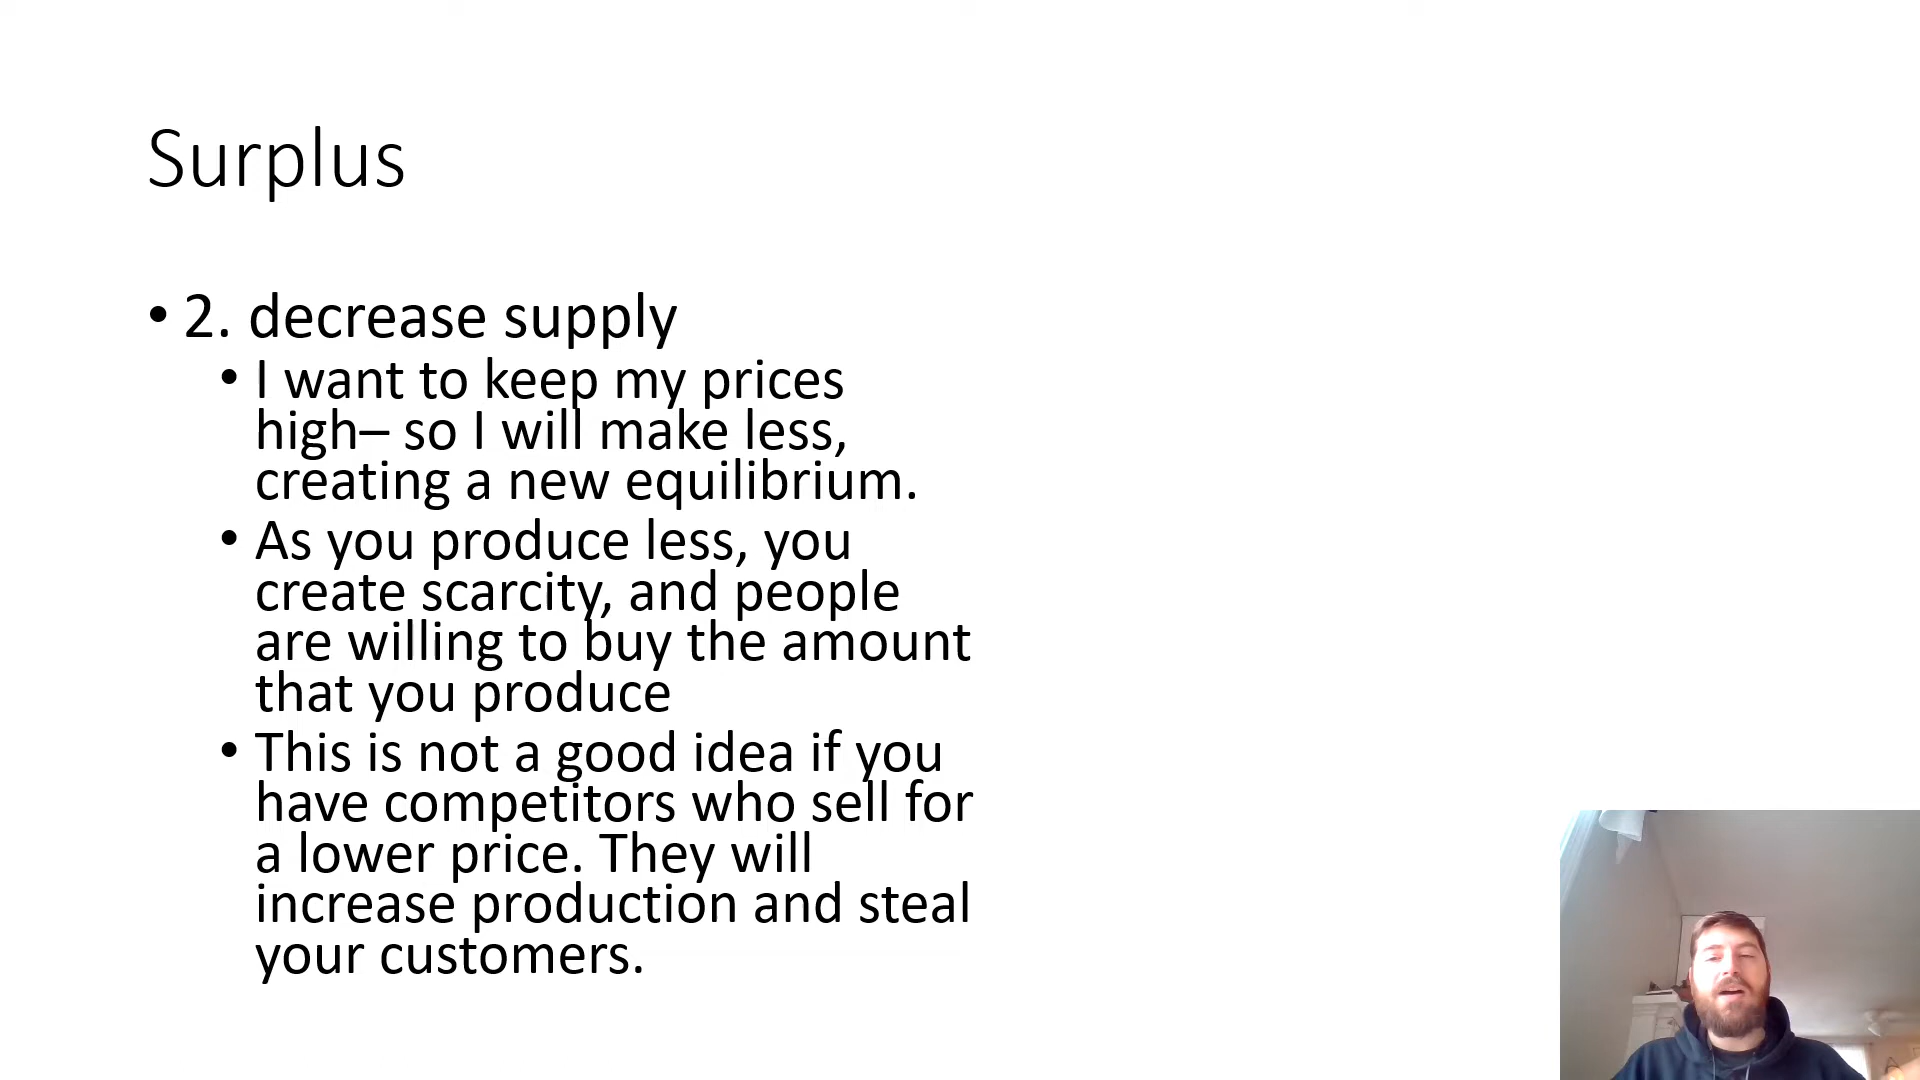 Surplus
• 2. decrease supply
• I want to keep my prices
high– so I will make less,
creating a new equilibrium.
• As you produce less, you
create scarcity, and people
are willing to buy the amount
that you produce
• This is not a good idea if you
have competitors who sell for
a lower price. They will
increase production and steal
your customers.